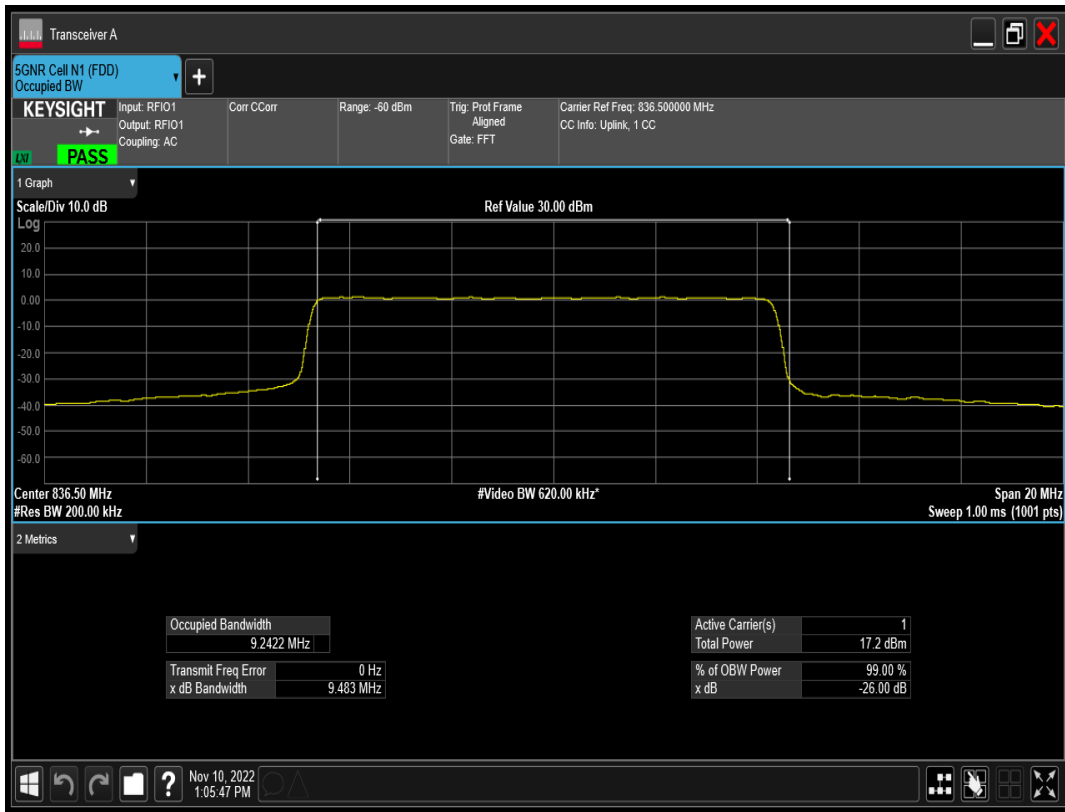 Transceiver A
5GNR Cell N1 (FDD)
Occupied BW
KEYSIGHT
LXI
PASS
Input: RFIO1
Output: RFIO1
Coupling: AC
Corr CCorr
Range: -60 dBm
Trig: Prot Frame
Aligned
Gate: FFT
Carrier Ref Freq: 836.500000 MHz
CC Info: Uplink, 1 CC
1 Graph
Scale/Div 10.0 dB
Ref Value 30.00 dBm
Log
20.0
10.0
0.00
-10.0
-20.0
-30.0
-40.0
-50.0
-60.0
Center 836.50 MHz
#Video BW 620.00 kHz*
Span 20 MHz
#Res BW 200.00 kHz
Sweep 1.00 ms (1001 pts)
2 Metrics
Occupied Bandwidth
9.2422 MHz
Transmit Freq Error 0 Hz
x dB Bandwidth 9.483 MHz
Active Carrier(s) 1
Total Power 17.2 dBm
% of OBW Power 99.00 %
x dB -26.00 dB
?
Nov 10, 2022
1:05:47 PM